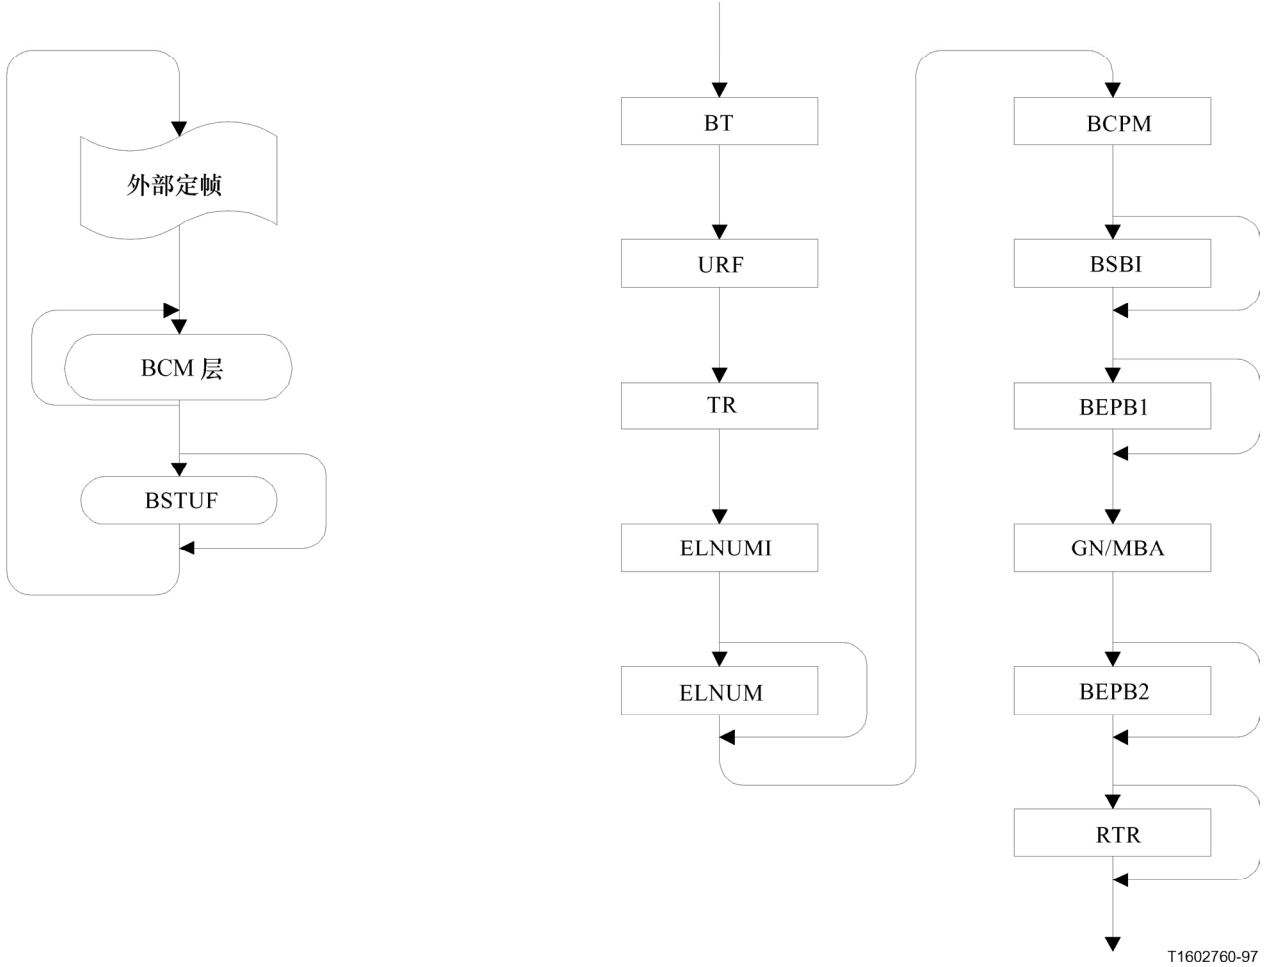 外部定帧
BCM 层
BSTUF
BT
URF
TR
ELNUMI
ELNUM
BCPM
BSBI
BEPB1
GN/MBA
BEPB2
RTR
T1602760-97